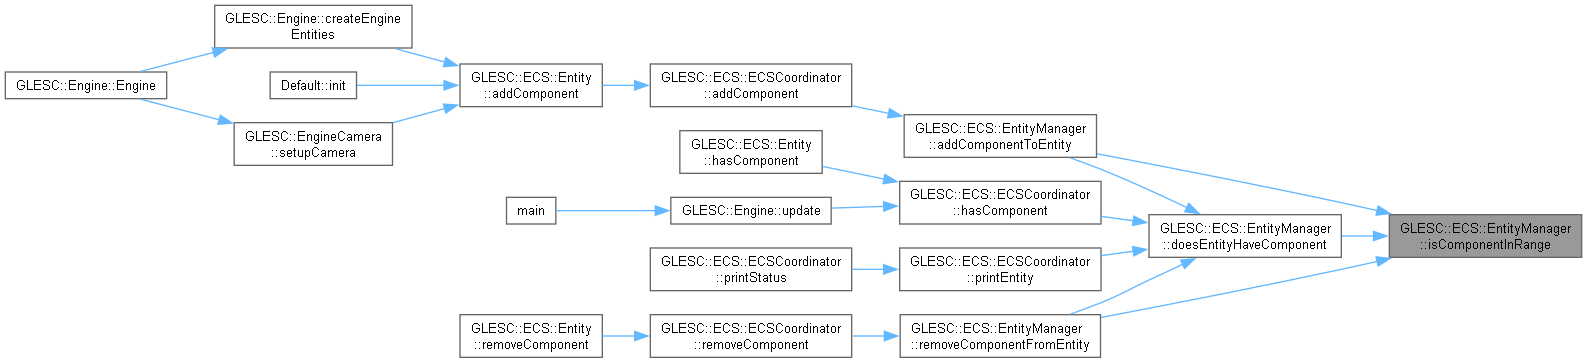 GLESC::Engine::createEngine
Entities
GLESC::Engine::Engine
Default::init
GLESC::EngineCamera
::setupCamera
GLESC::ECS::Entity
::addComponent
GLESC::ECS::ECSCoordinator
::addComponent
GLESC::ECS::EntityManager
::addComponentToEntity
GLESC::ECS::Entity
::hasComponent
main
GLESC::Engine::update
GLESC::ECS::ECSCoordinator
::hasComponent
GLESC::ECS::EntityManager
::doesEntityHaveComponent
GLESC::ECS::EntityManager
::isComponentInRange
GLESC::ECS::ECSCoordinator
::printStatus
GLESC::ECS::ECSCoordinator
::printEntity
GLESC::ECS::Entity
::removeComponent
GLESC::ECS::ECSCoordinator
::removeComponent
GLESC::ECS::EntityManager
::removeComponentFromEntity